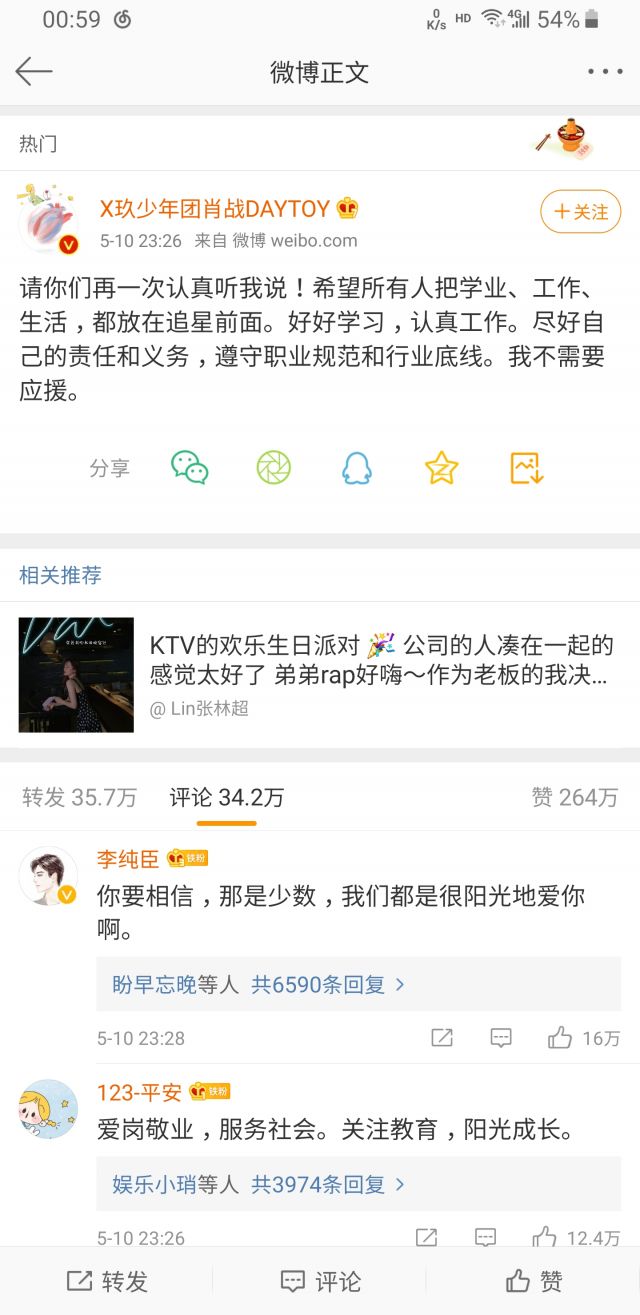 00:59
0 K/s HD 4G 54%
微博正文
热门
X玖少年团肖战DAYTOY
5-10 23:26 来自 微博 weibo.com
+关注
请你们再一次认真听我说！希望所有人把学业、工作、
生活，都放在追星前面。好好学习，认真工作。尽好自
己的责任和义务，遵守职业规范和行业底线。我不需要
应援。
分享
相关推荐
KTV的欢乐生日派对 🎉 公司的人凑在一起的
感觉太好了 弟弟rap好嗨～作为老板的我决...
@ Lin张林超
转发 35.7万 评论 34.2万 赞 264万
李纯臣 铁粉
你要相信，那是少数，我们都是很阳光地爱你
啊。
盼早忘晚等人 共6590条回复 >
5-10 23:28 16万
123-平安 铁粉
爱岗敬业，服务社会。关注教育，阳光成长。
娱乐小琑等人 共3974条回复 >
5-10 23:26 12.4万
转发 评论 赞